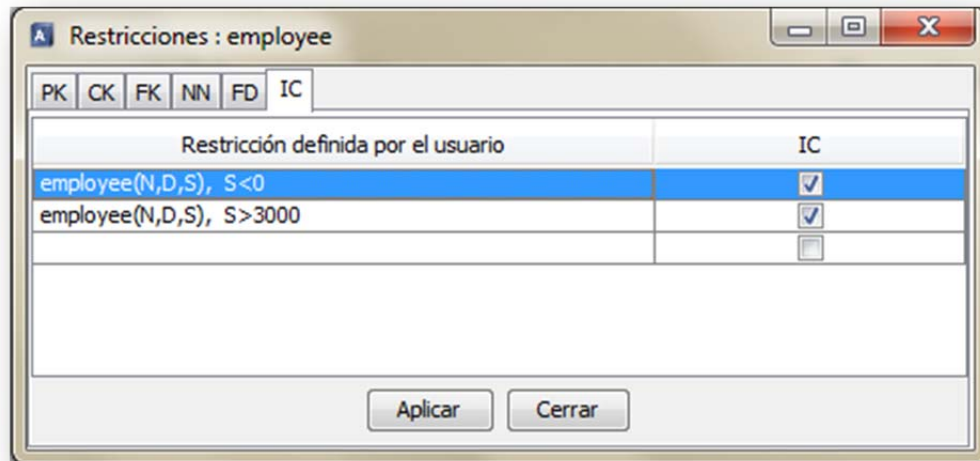 Restricciones : employee
PK CK FK NN FD IC
Restricción definida por el usuario IC
employee(N,D,S), S<0
employee(N,D,S), S>3000
Aplicar Cerrar